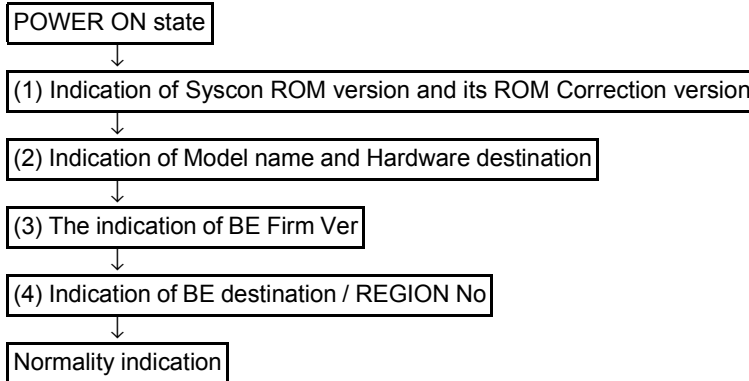 POWER ON state
(1) Indication of Syscon ROM version and its ROM Correction version
(2) Indication of Model name and Hardware destination
(3) The indication of BE Firm Ver
(4) Indication of BE destination / REGION No
Normality indication